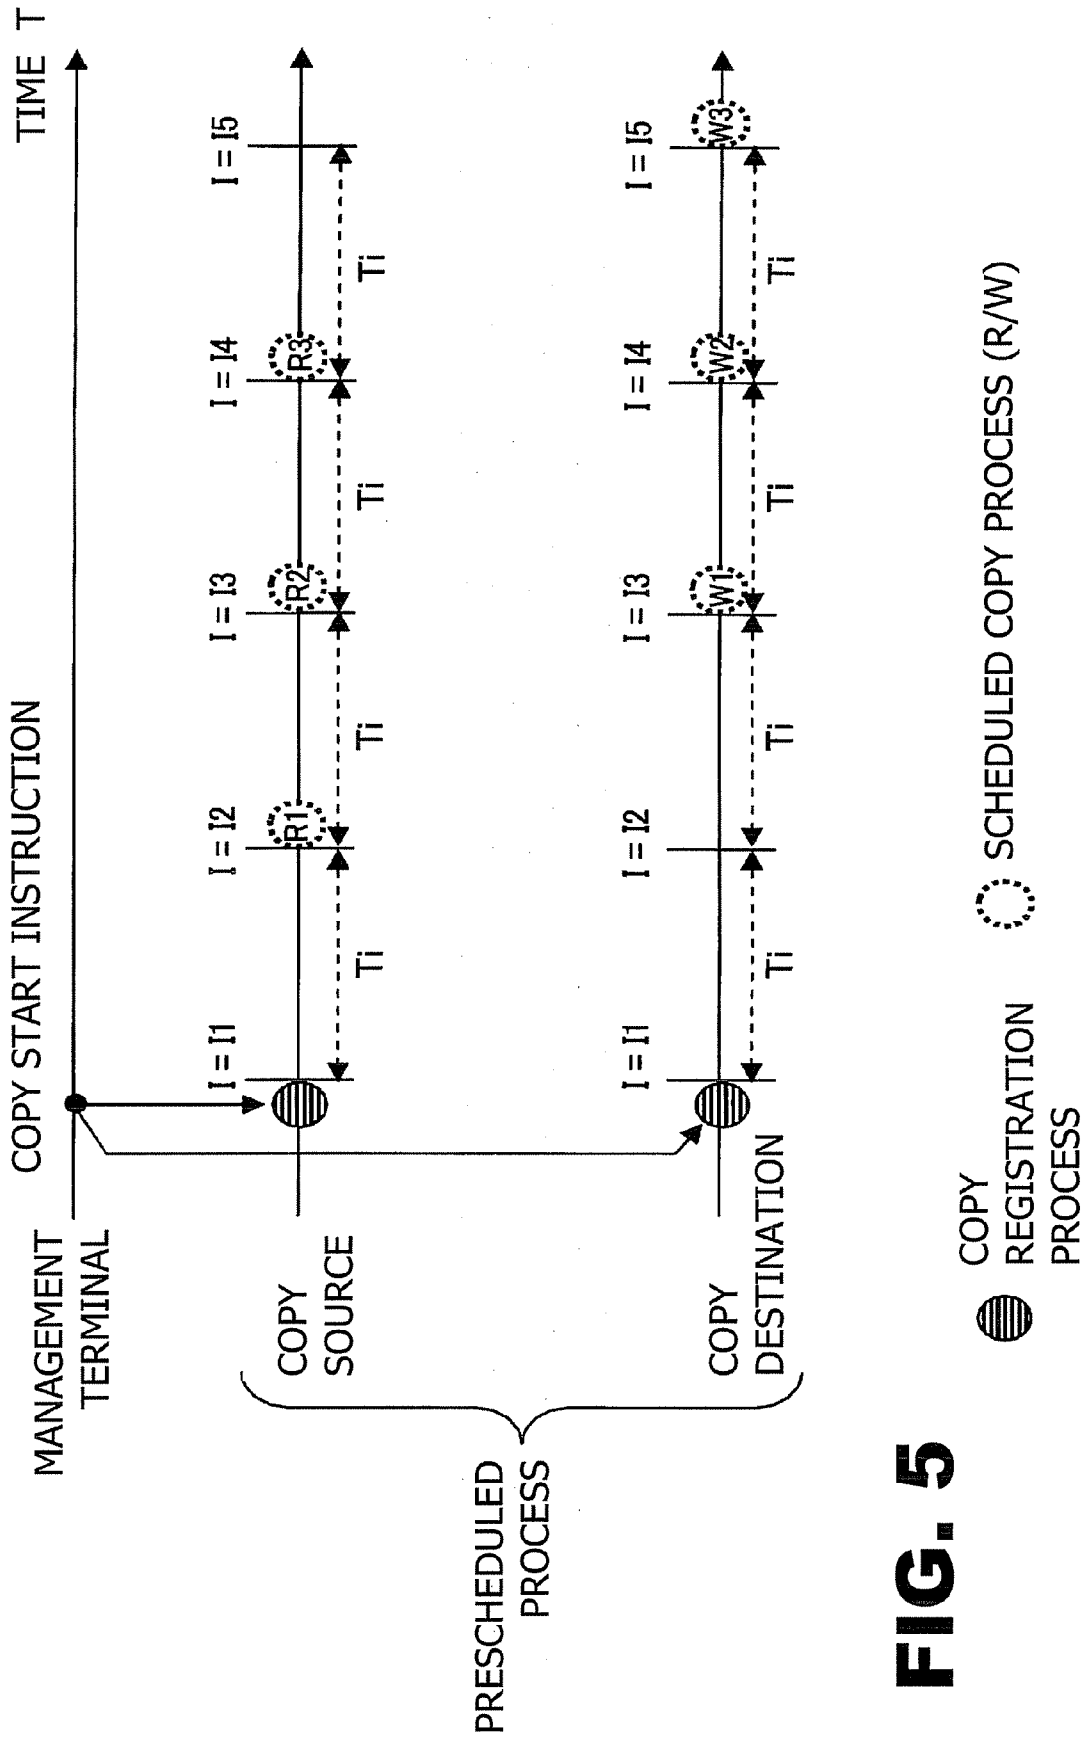 COPY START INSTRUCTION
TIME T
MANAGEMENT
TERMINAL
I = I1
I = I2
I = I3
I = I4
I = I5
COPY
SOURCE
R1
R2
R3
Ti
Ti
Ti
Ti
PRESCHEDULED
PROCESS
I = I1
I = I2
I = I3
I = I4
I = I5
COPY
DESTINATION
W1
W2
W3
Ti
Ti
Ti
Ti
COPY
REGISTRATION
PROCESS
SCHEDULED COPY PROCESS (R/W)
FIG. 5